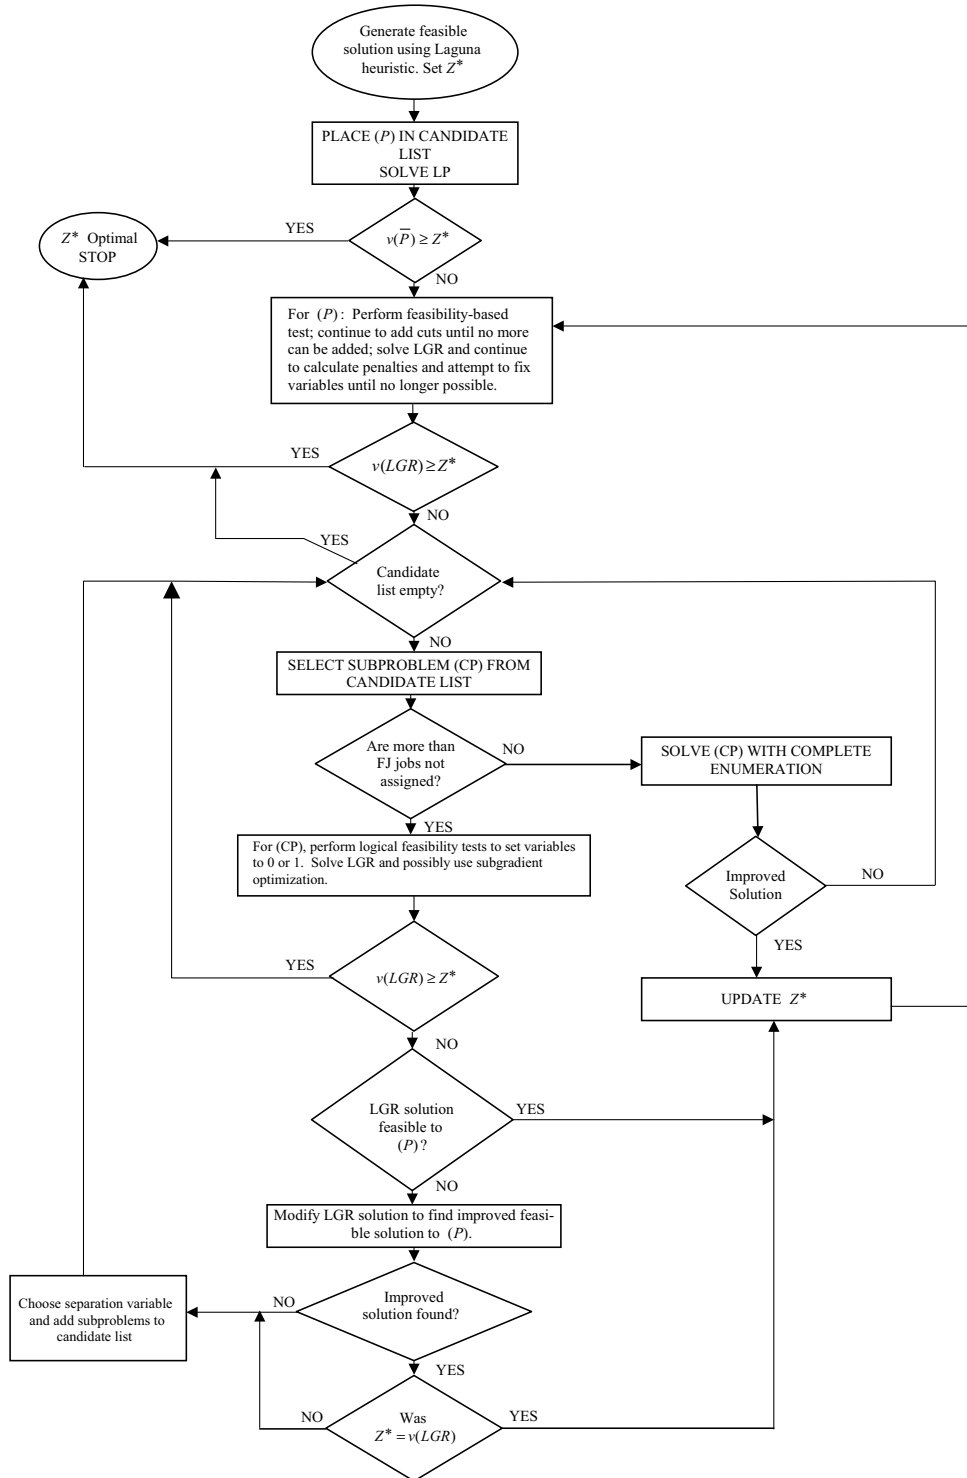 Generate feasible
solution using Laguna
heuristic. Set Z*
PLACE (P) IN CANDIDATE
LIST
SOLVE LP
YES
Z* Optimal
STOP
v(P̅) ≥ Z*
NO
For (P): Perform feasibility-based
test; continue to add cuts until no more
can be added; solve LGR and continue
to calculate penalties and attempt to fix
variables until no longer possible.
YES
v(LGR) ≥ Z*
NO
YES
Candidate
list empty?
NO
SELECT SUBPROBLEM (CP) FROM
CANDIDATE LIST
Are more than
FJ jobs not
assigned?
NO
SOLVE (CP) WITH COMPLETE
ENUMERATION
YES
For (CP), perform logical feasibility tests to set variables
to 0 or 1. Solve LGR and possibly use subgradient
optimization.
Improved
Solution
NO
YES
YES
v(LGR) ≥ Z*
UPDATE Z*
NO
LGR solution
feasible to
(P)?
YES
NO
Modify LGR solution to find improved feasi-
ble solution to (P).
Choose separation variable
and add subproblems to
candidate list
NO
Improved
solution found?
YES
NO
Was
Z* = v(LGR)
YES